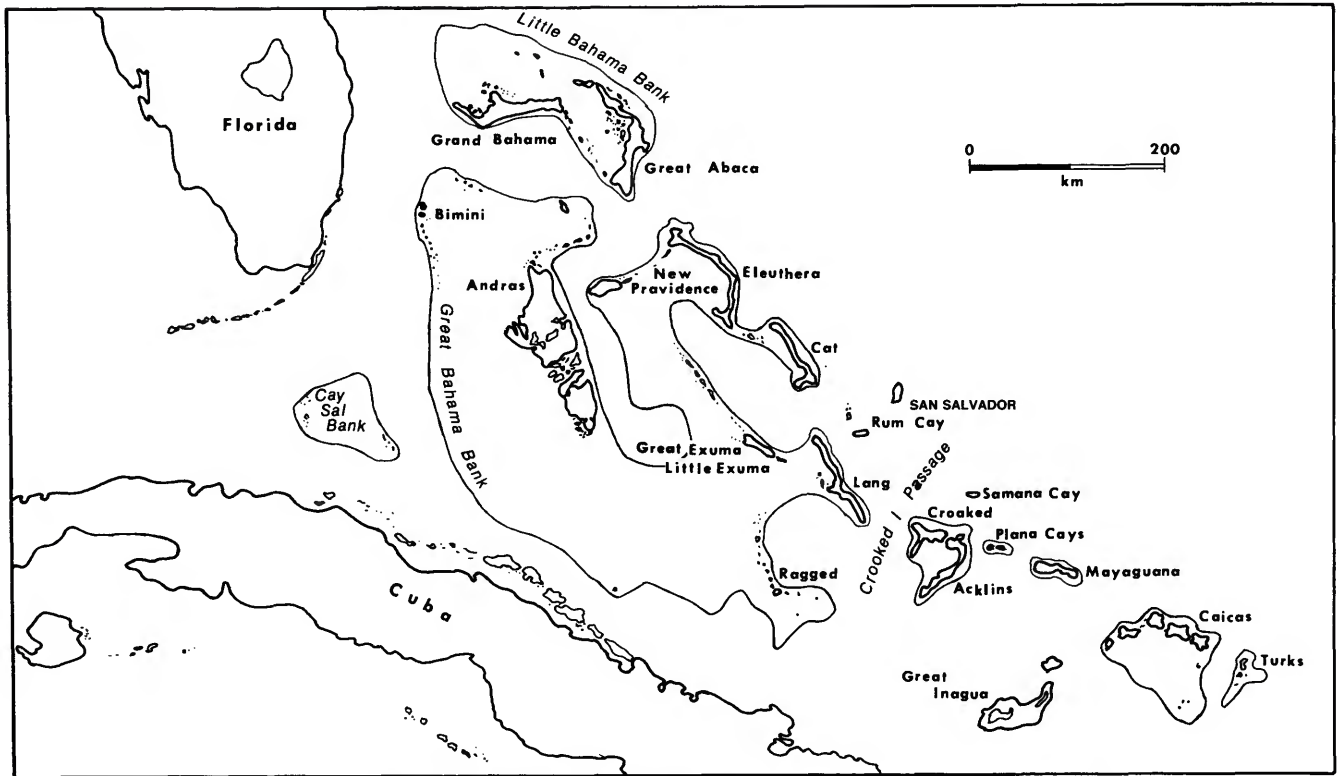 Little Bahama Bank
Florida
Grand Bahama
Great Abaca
0 200
km
Bimini
Andras
New
Pravidence
Eleuthera
Great Bahama Bank
Cat
Cay
Sal
Bank
SAN SALVADOR
Rum Cay
Great Exuma
Little Exuma
Lang
Crooked I Passage
Samana Cay
Croaked
Plana Cays
Mayaguana
Acklins
Ragged
Cuba
Caicas
Turks
Great
Inagua